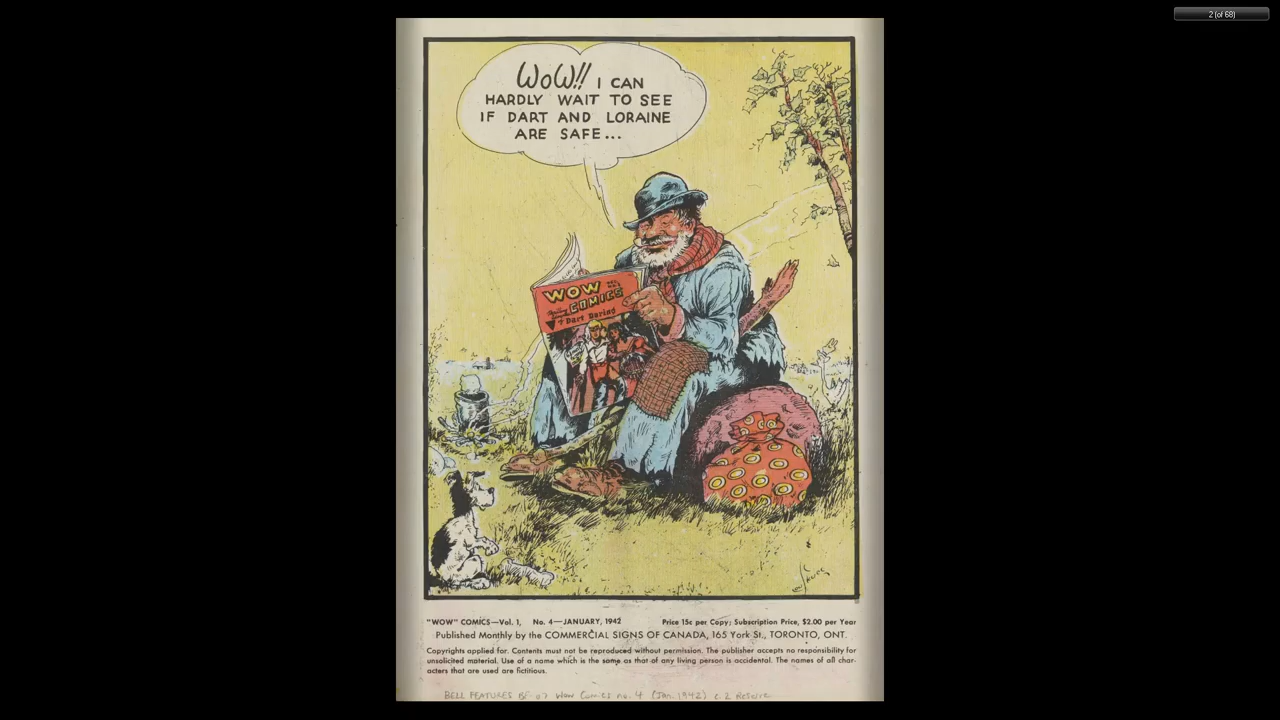 2 (of 68)
WOW!! I CAN
HARDLY WAIT TO SEE
IF DART AND LORAINE
ARE SAFE...
WOW
COMICS
Dart Daring
"WOW" COMICS—Vol. 1, No. 4—JANUARY, 1942 Price 15c per Copy; Subscription Price, $2.00 per Year
Published Monthly by the COMMERCIAL SIGNS OF CANADA, 165 York St., TORONTO, ONT.
Copyrights applied for. Contents must not be reproduced without permission. The publisher accepts no responsibility for
unsolicited material. Use of a name which is the same as that of any living person is accidental. The names of all char-
acters that are used are fictitious.
BELL FEATURES BF 07 Wow Comics no. 4 (Jan. 1942) c.2 Reserve